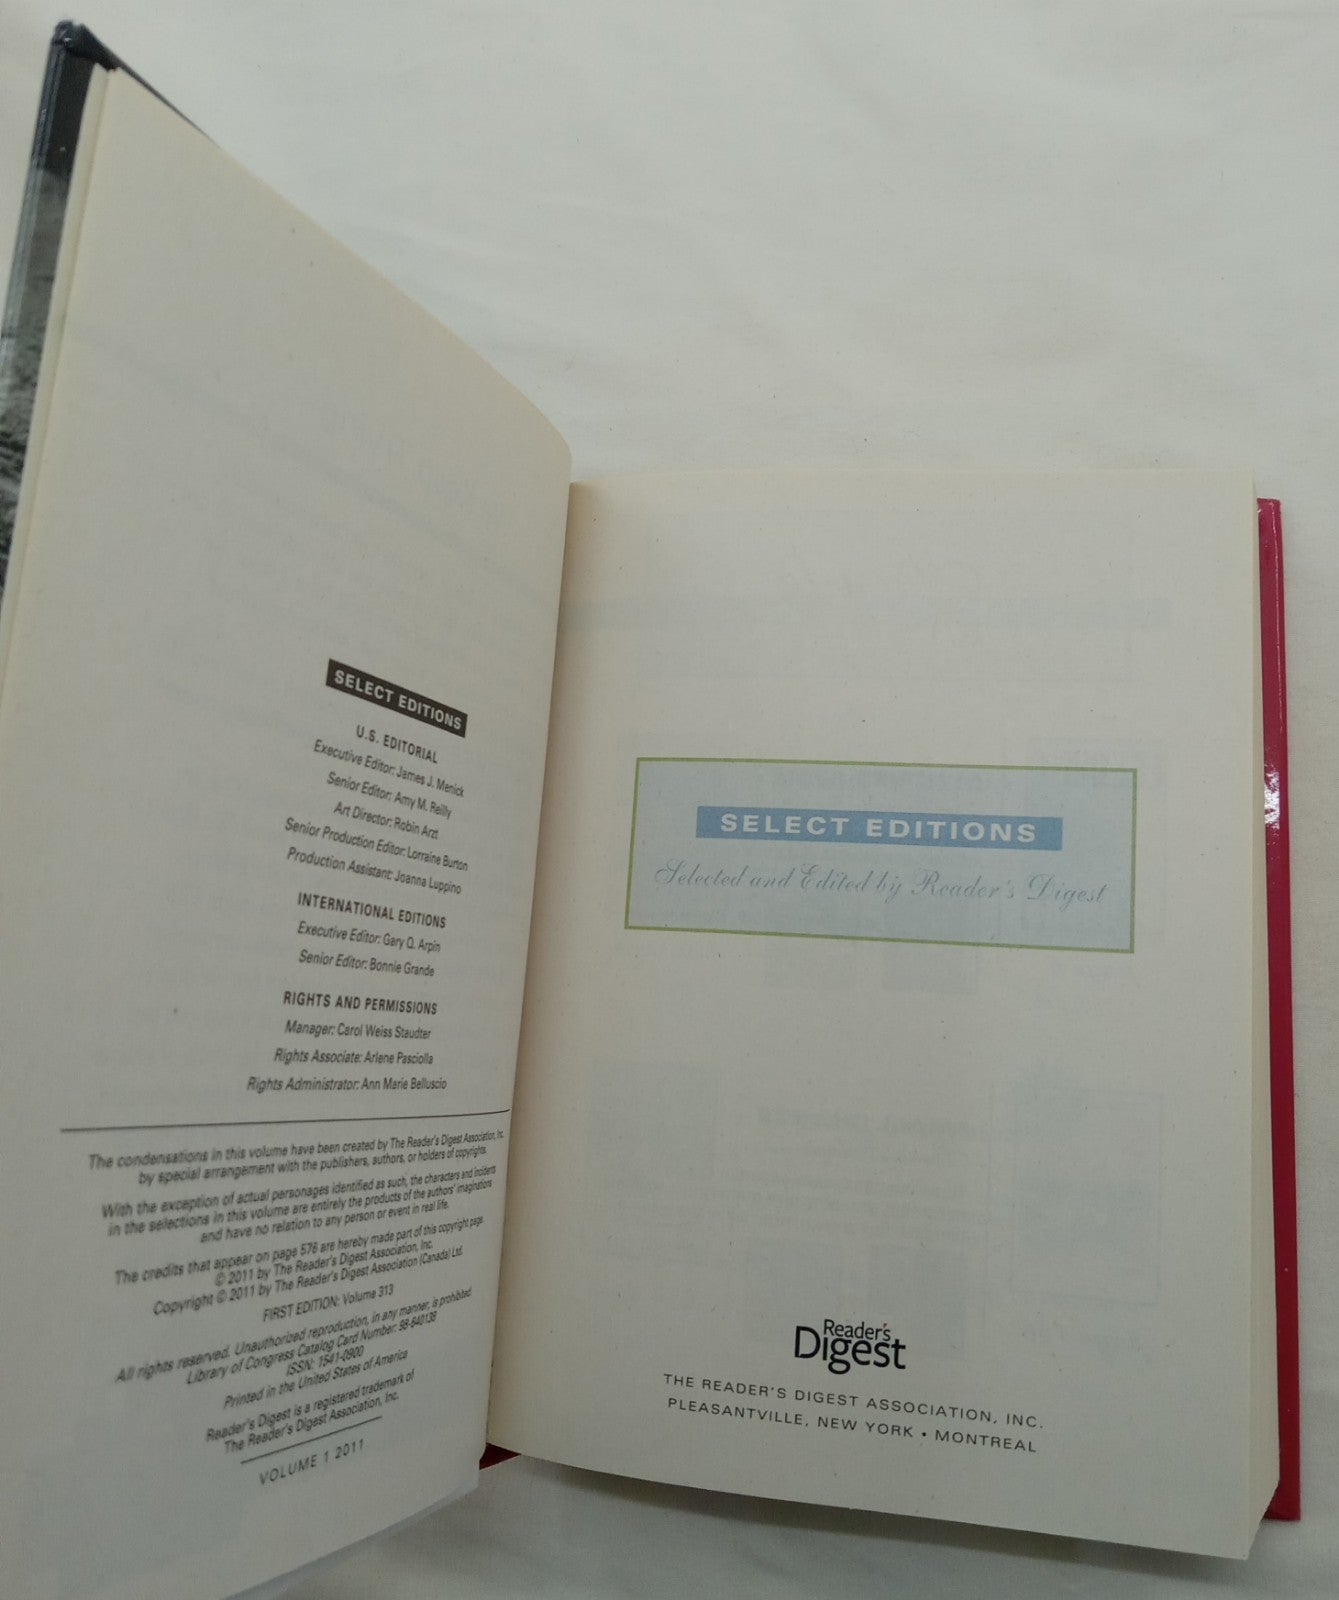 SELECT EDITIONS
U.S. EDITORIAL
Executive Editor: James J. Menick
Senior Editor: Amy M. Reilly
Art Director: Robin Arzt
Senior Production Editor: Lorraine Burton
Production Assistant: Joanna Luppino
INTERNATIONAL EDITIONS
Executive Editor: Gary Q. Arpin
Senior Editor: Bonnie Grande
RIGHTS AND PERMISSIONS
Manager: Carol Weiss Staudter
Rights Associate: Arlene Pasciolla
Rights Administrator: Ann Marie Belluscio
The condensations in this volume have been created by The Reader's Digest Association, Inc.
by special arrangement with the publishers, authors, or holders of copyrights.
With the exception of actual personages identified as such, the characters and incidents
in the selections in this volume are entirely the products of the authors' imaginations
and have no relation to any person or event in real life.
The credits that appear on page 576 are hereby made part of this copyright page.
© 2011 by The Reader's Digest Association, Inc.
Copyright © 2011 by The Reader's Digest Association (Canada) Ltd.
FIRST EDITION: Volume 313
All rights reserved. Unauthorized reproduction, in any manner, is prohibited.
Library of Congress Catalog Card Number: 98-640138
ISSN: 1541-0900
Printed in the United States of America
Reader's Digest is a registered trademark of
The Reader's Digest Association, Inc.
VOLUME 1 2011
SELECT EDITIONS
Selected and Edited by Reader's Digest
Reader's
Digest
THE READER'S DIGEST ASSOCIATION, INC.
PLEASANTVILLE, NEW YORK • MONTREAL